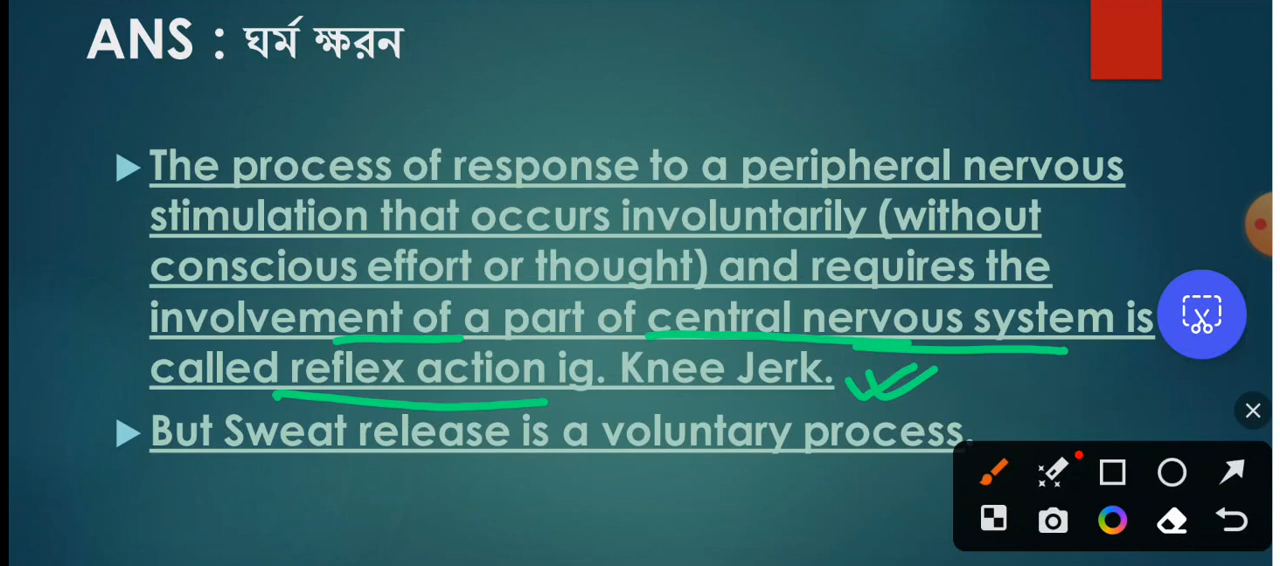 ANS : ঘর্ম ক্ষরন
The process of response to a peripheral nervous
stimulation that occurs involuntarily (without
conscious effort or thought) and requires the
involvement of a part of central nervous system is
called reflex action ig. Knee Jerk.
But Sweat release is a voluntary process.